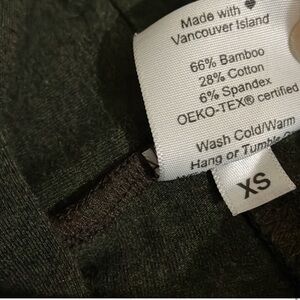 Made with ♥
Vancouver Island
66% Bamboo
28% Cotton
6% Spandex
OEKO-TEX® certified
Wash Cold/Warm
Hang or Tumble
XS